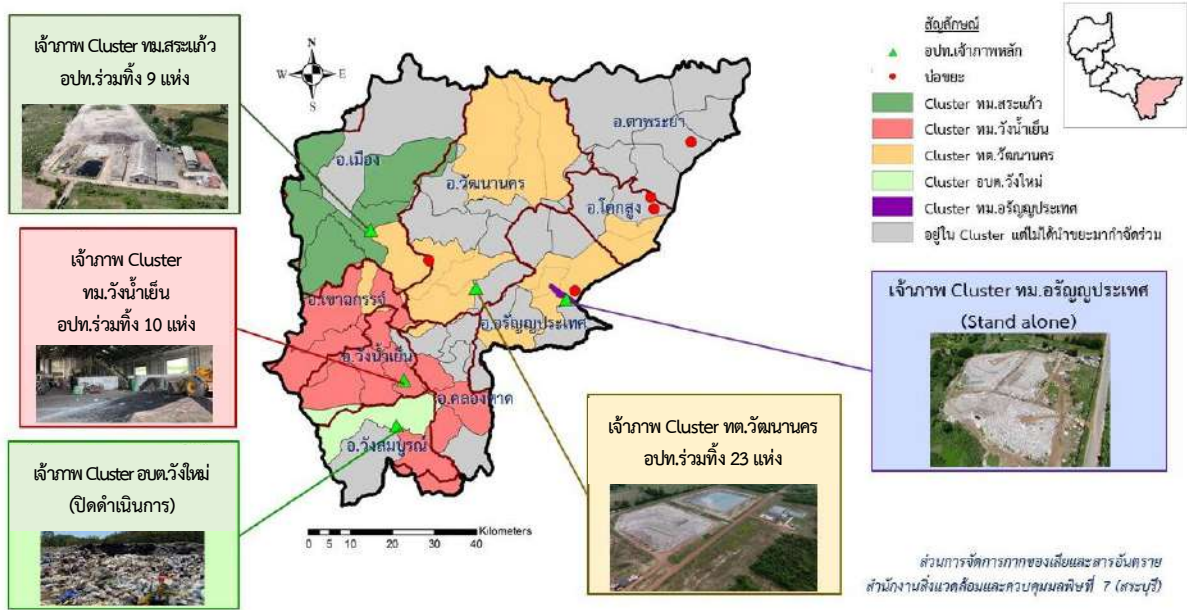 เจ้าภาพ Cluster ทม.สระแก้ว
อปท.ร่วมทิ้ง 9 แห่ง
เจ้าภาพ Cluster
ทม.วังน้ำเย็น
อปท.ร่วมทิ้ง 10 แห่ง
เจ้าภาพ Cluster อบต.วังใหม่
(ปิดดำเนินการ)
N
W
E
S
อ.เมือง
อ.วัฒนานคร
อ.ตาพระยา
อ.โคกสูง
อ.เขาฉกรรจ์
อ.อรัญญประเทศ
อ.วังน้ำเย็น
อ.คลองหาด
อ.วังสมบูรณ์
Kilometers
0 5 10 20 30 40
สัญลักษณ์
อปท.เจ้าภาพหลัก
บ่อขยะ
Cluster ทม.สระแก้ว
Cluster ทม.วังน้ำเย็น
Cluster ทต.วัฒนานคร
Cluster อบต.วังใหม่
Cluster ทม.อรัญญประเทศ
อยู่ใน Cluster แต่ไม่ได้นำขยะมากำจัดร่วม
เจ้าภาพ Cluster ทม.อรัญญประเทศ
(Stand alone)
เจ้าภาพ Cluster ทต.วัฒนานคร
อปท.ร่วมทิ้ง 23 แห่ง
ส่วนการจัดการกากของเสียและสารอันตราย
สำนักงานสิ่งแวดล้อมและควบคุมมลพิษที่ 7 (สระบุรี)